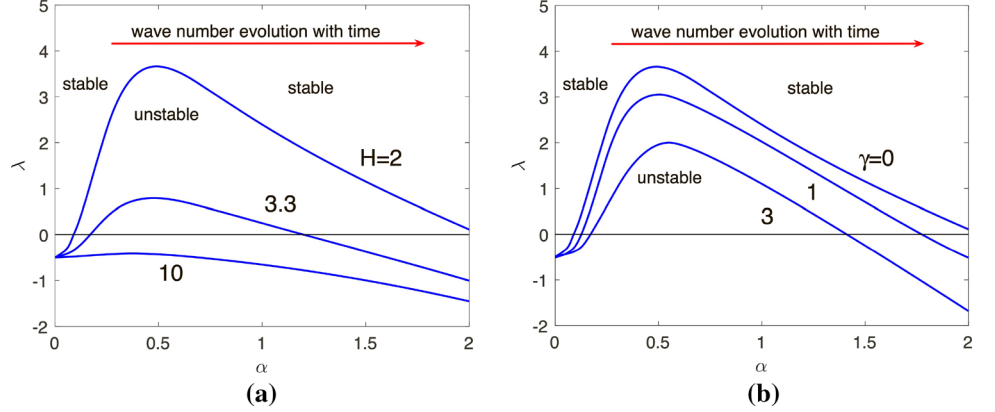 wave number evolution with time
stable
stable
unstable
H=2
3.3
10
λ
5
4
3
2
1
0
-1
-2
0
0.5
1
1.5
2
α
(a)
wave number evolution with time
stable
stable
unstable
γ=0
1
3
λ
5
4
3
2
1
0
-1
-2
0
0.5
1
1.5
2
α
(b)